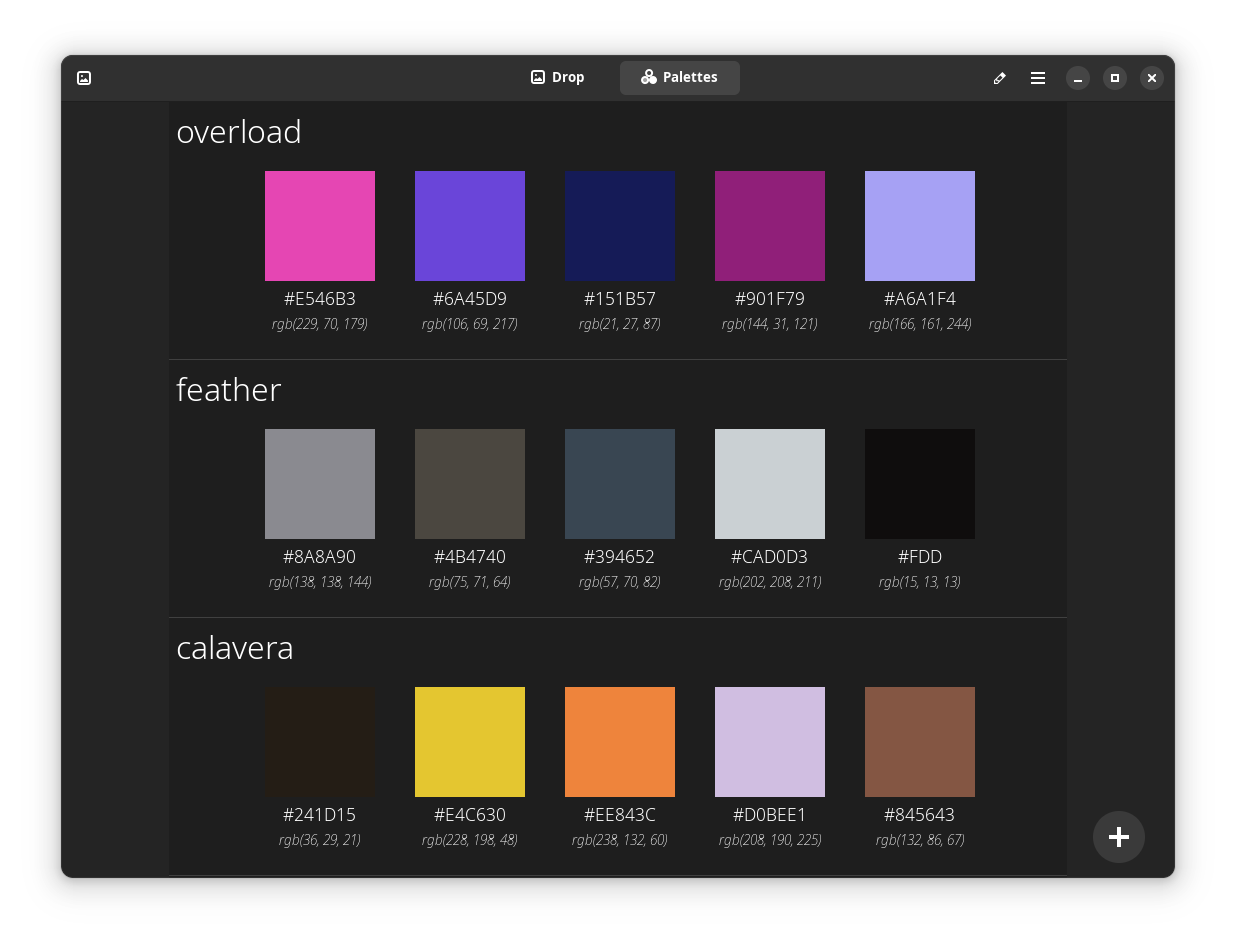 Drop
Palettes
overload
#E546B3
#6A45D9
#151B57
#901F79
#A6A1F4
rgb(229, 70, 179)
rgb(106, 69, 217)
rgb(21, 27, 87)
rgb(144, 31, 121)
rgb(166, 161, 244)
feather
#8A8A90
#4B4740
#394652
#CAD0D3
#FDD
rgb(138, 138, 144)
rgb(75, 71, 64)
rgb(57, 70, 82)
rgb(202, 208, 211)
rgb(15, 13, 13)
calavera
#241D15
#E4C630
#EE843C
#D0BEE1
#845643
rgb(36, 29, 21)
rgb(228, 198, 48)
rgb(238, 132, 60)
rgb(208, 190, 225)
rgb(132, 86, 67)